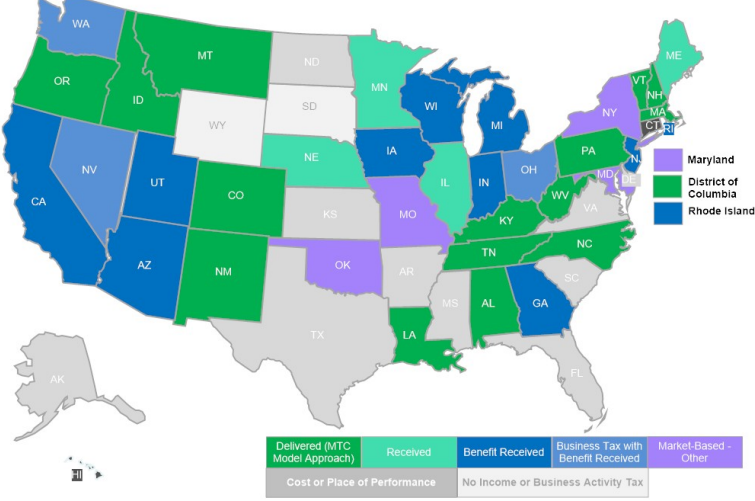 WA
MT
ND
MN
ME
OR
ID
SD
WI
VT
NH
WY
MI
NY
MA
CT
RI
IA
NE
PA
NJ
NV
UT
IL
IN
OH
MD
DE
CA
CO
WV
VA
KS
MO
KY
NC
TN
AZ
NM
OK
AR
SC
MS
AL
GA
TX
LA
AK
FL
HI
Maryland
District of
Columbia
Rhode Island
Delivered (MTC
Model Approach)
Received
Benefit Received
Business Tax with
Benefit Received
Market-Based -
Other
Cost or Place of Performance
No Income or Business Activity Tax